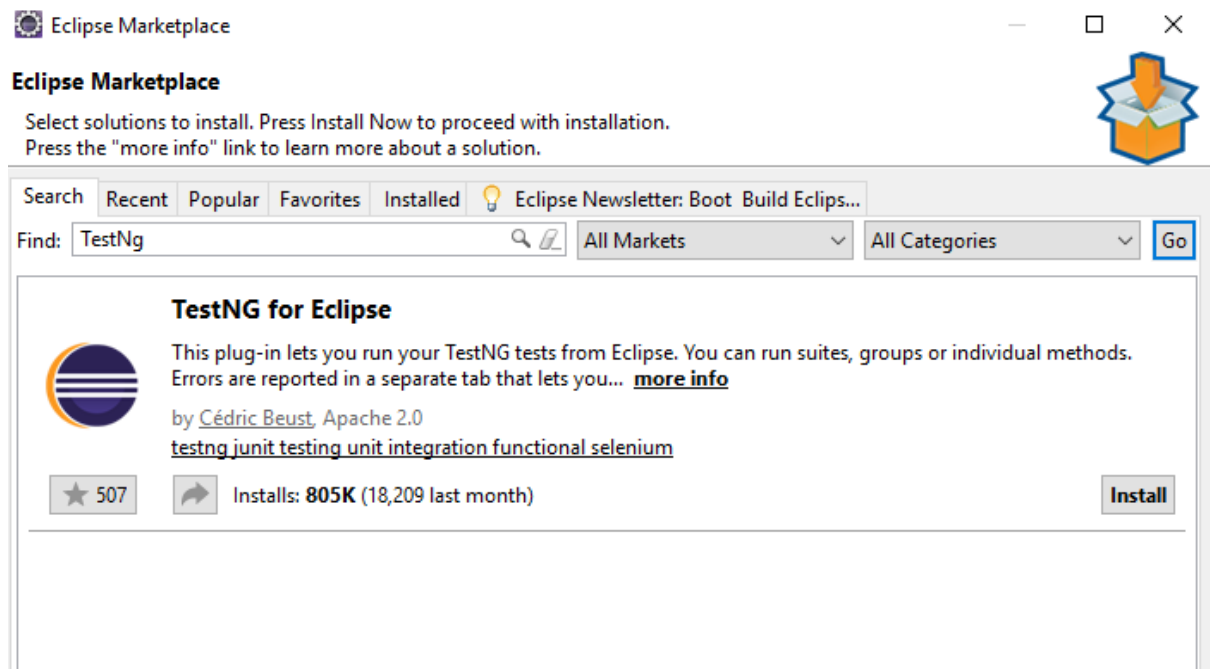 Eclipse Marketplace
Eclipse Marketplace
Select solutions to install. Press Install Now to proceed with installation.
Press the "more info" link to learn more about a solution.
Search Recent Popular Favorites Installed Eclipse Newsletter: Boot Build Eclips...
Find: TestNg All Markets All Categories Go
TestNG for Eclipse
This plug-in lets you run your TestNG tests from Eclipse. You can run suites, groups or individual methods.
Errors are reported in a separate tab that lets you... more info
by Cédric Beust, Apache 2.0
testng junit testing unit integration functional selenium
507 Installs: 805K (18,209 last month) Install